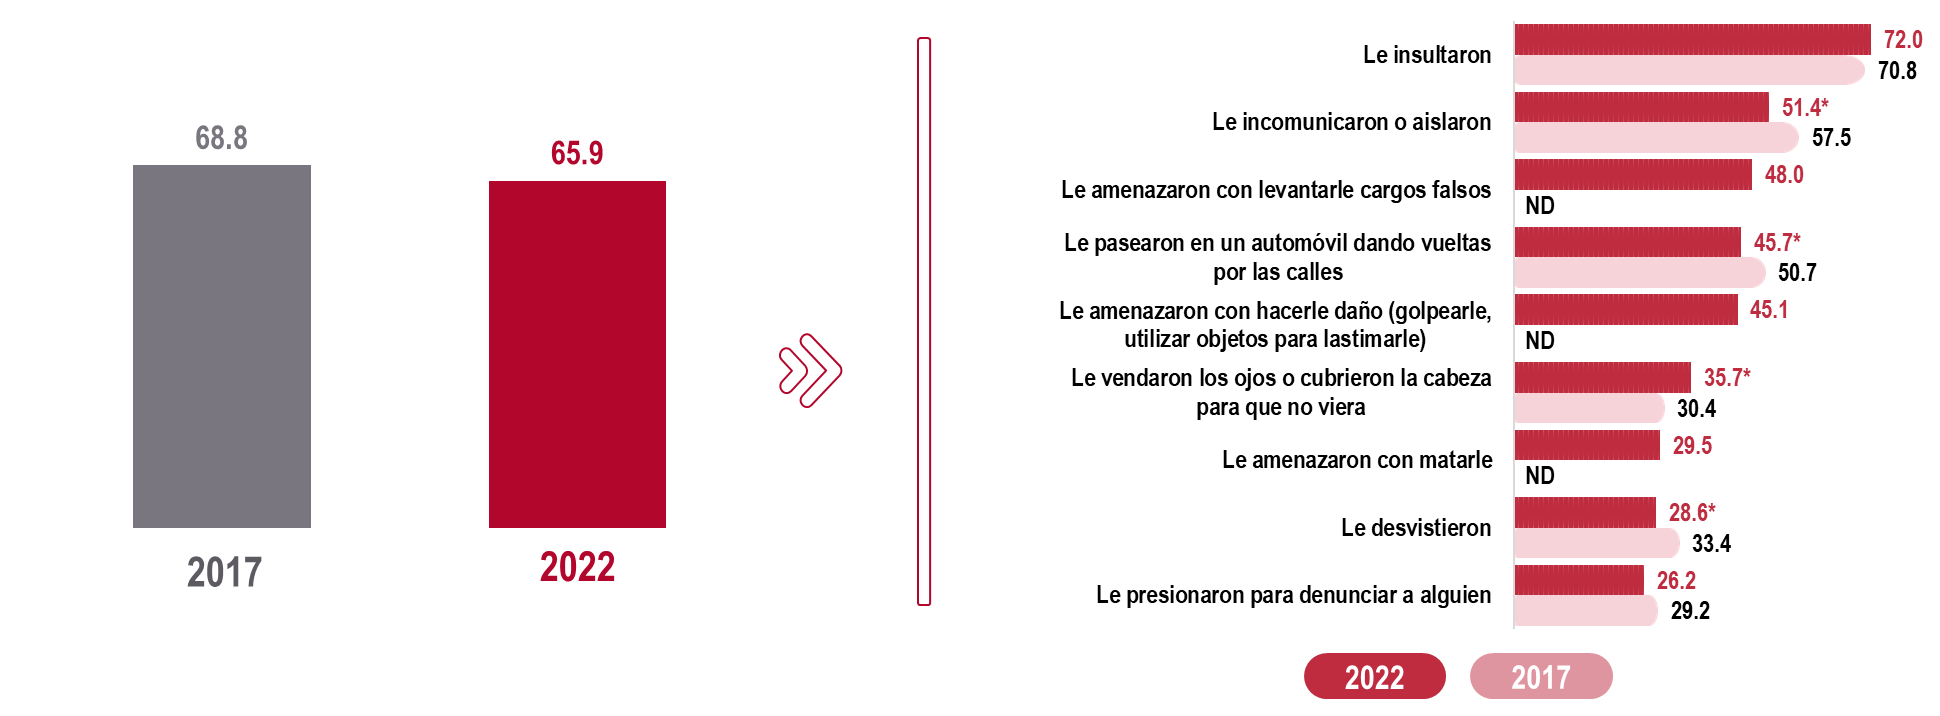 68.8
65.9
2017
2022
Le insultaron
72.0
70.8
Le incomunicaron o aislaron
51.4*
57.5
Le amenazaron con levantarle cargos falsos
48.0
ND
Le pasearon en un automóvil dando vueltas
por las calles
45.7*
50.7
Le amenazaron con hacerle daño (golpearle,
utilizar objetos para lastimarle)
45.1
ND
Le vendaron los ojos o cubrieron la cabeza
para que no viera
35.7*
30.4
Le amenazaron con matarle
29.5
ND
Le desvistieron
28.6*
33.4
Le presionaron para denunciar a alguien
26.2
29.2
2022
2017